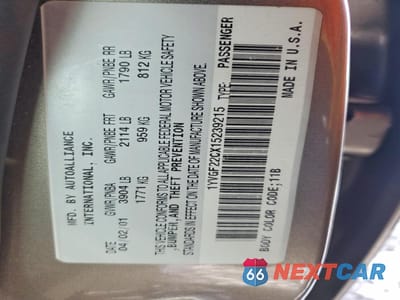 MFD. BY AUTOALLIANCE
INTERNATIONAL, INC.
04/02/01
GVWR/PNBA
3904 LB
1771 KG
GAWR/PNBE FRT
2114 LB
959 KG
GAWR/PNBE RR
1790 LB
812 KG
THIS VEHICLE CONFORMS TO ALL APPLICABLE FEDERAL MOTOR VEHICLE SAFETY,
BUMPER, AND THEFT PREVENTION
STANDARDS IN EFFECT ON THE DATE OF MANUFACTURE SHOWN ABOVE.
1YVGF22CX15239215 TYPE: PASSENGER
BODY COLOR CODE;11B MADE IN U.S.A.
66 NEXTCAR